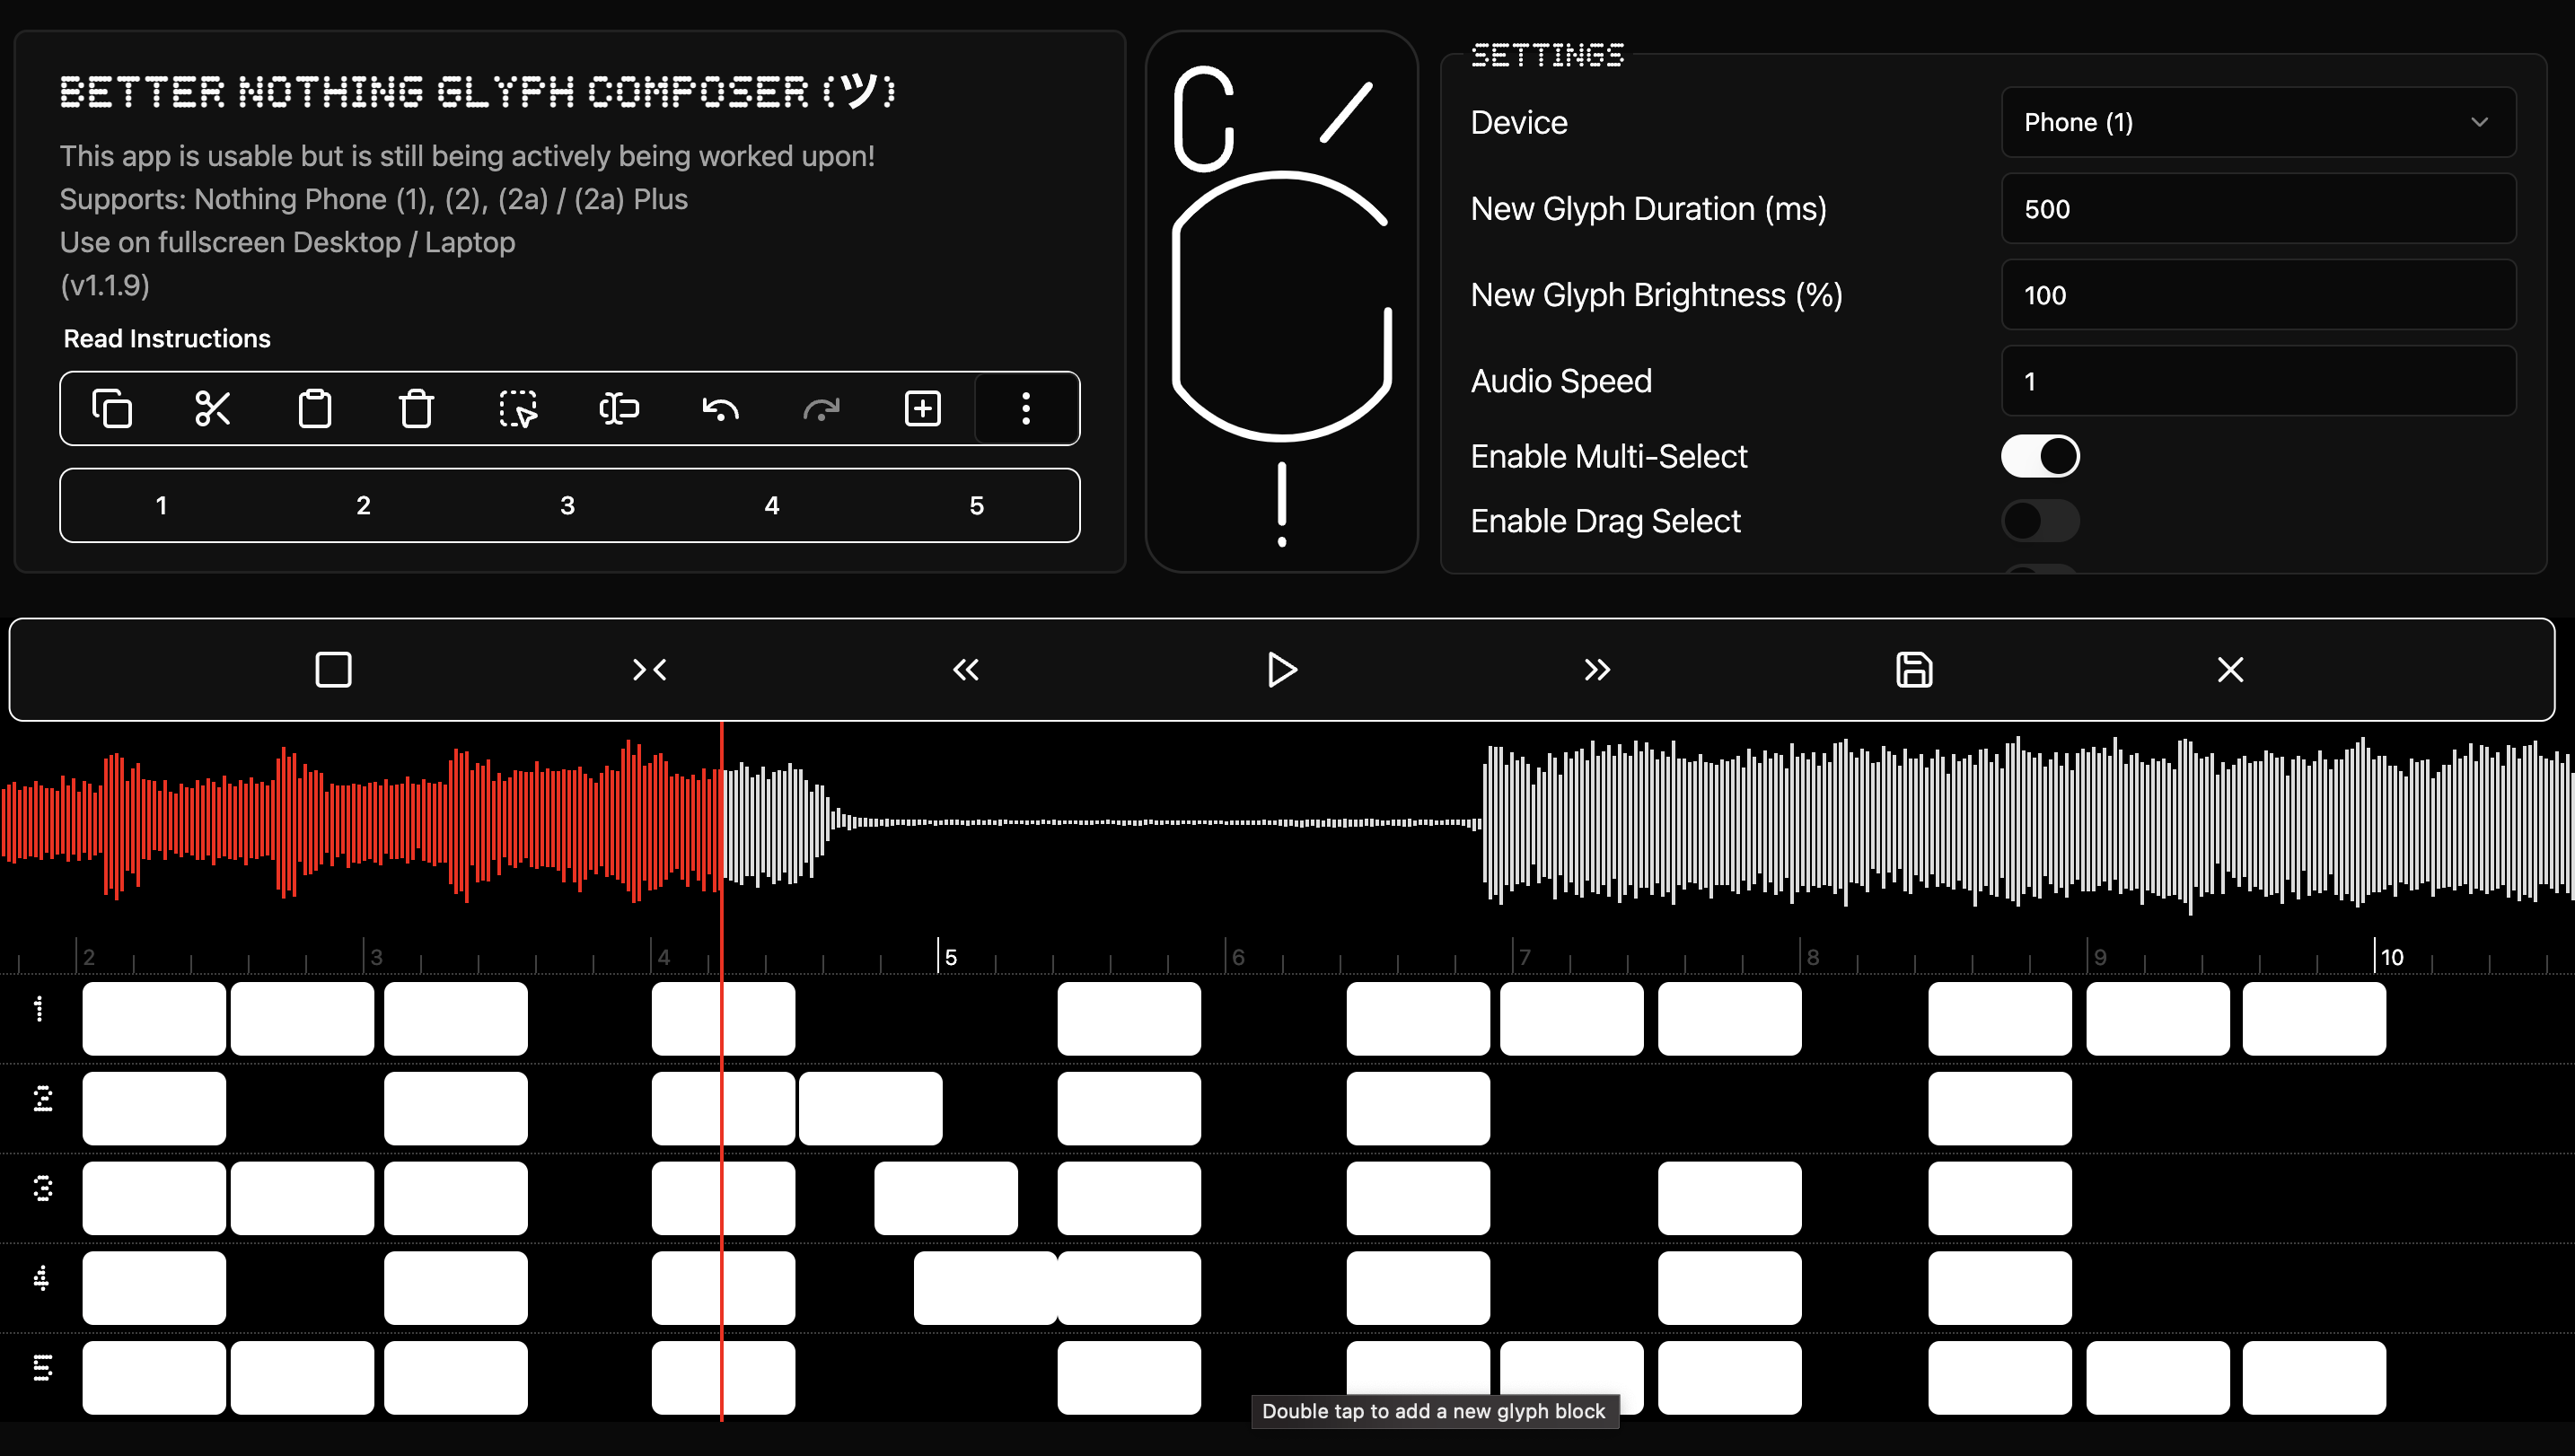 BETTER NOTHING GLYPH COMPOSER (ツ)
This app is usable but is still being actively being worked upon!
Supports: Nothing Phone (1), (2), (2a) / (2a) Plus
Use on fullscreen Desktop / Laptop
(v1.1.9)
Read Instructions
1 2 3 4 5
SETTINGS
Device Phone (1)
New Glyph Duration (ms) 500
New Glyph Brightness (%) 100
Audio Speed 1
Enable Multi-Select
Enable Drag Select
2 3 4 5 6 7 8 9 10
1
2
3
4
5
Double tap to add a new glyph block